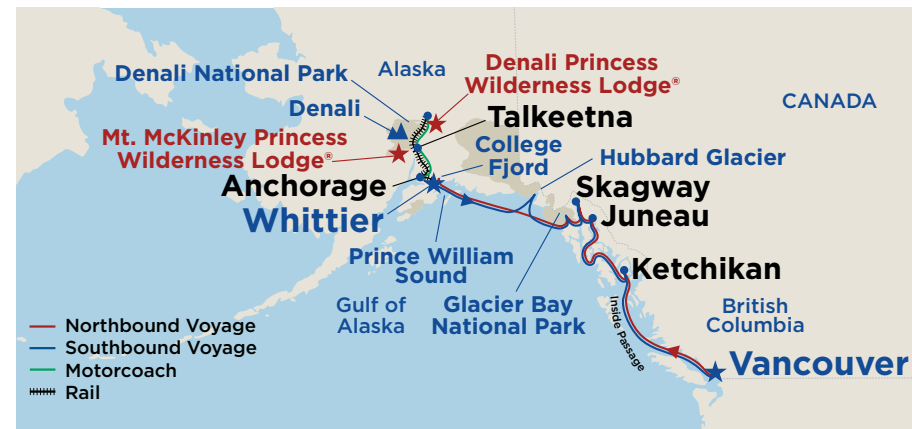 Denali National Park
Alaska
Denali Princess
Wilderness Lodge®
Denali
CANADA
Mt. McKinley Princess
Wilderness Lodge®
Talkeetna
College
Fjord
Hubbard Glacier
Anchorage
Skagway
Whittier
Juneau
Prince William
Sound
Ketchikan
Gulf of
Alaska
Glacier Bay
National Park
Inside Passage
British
Columbia
Vancouver
Northbound Voyage
Southbound Voyage
Motorcoach
Rail